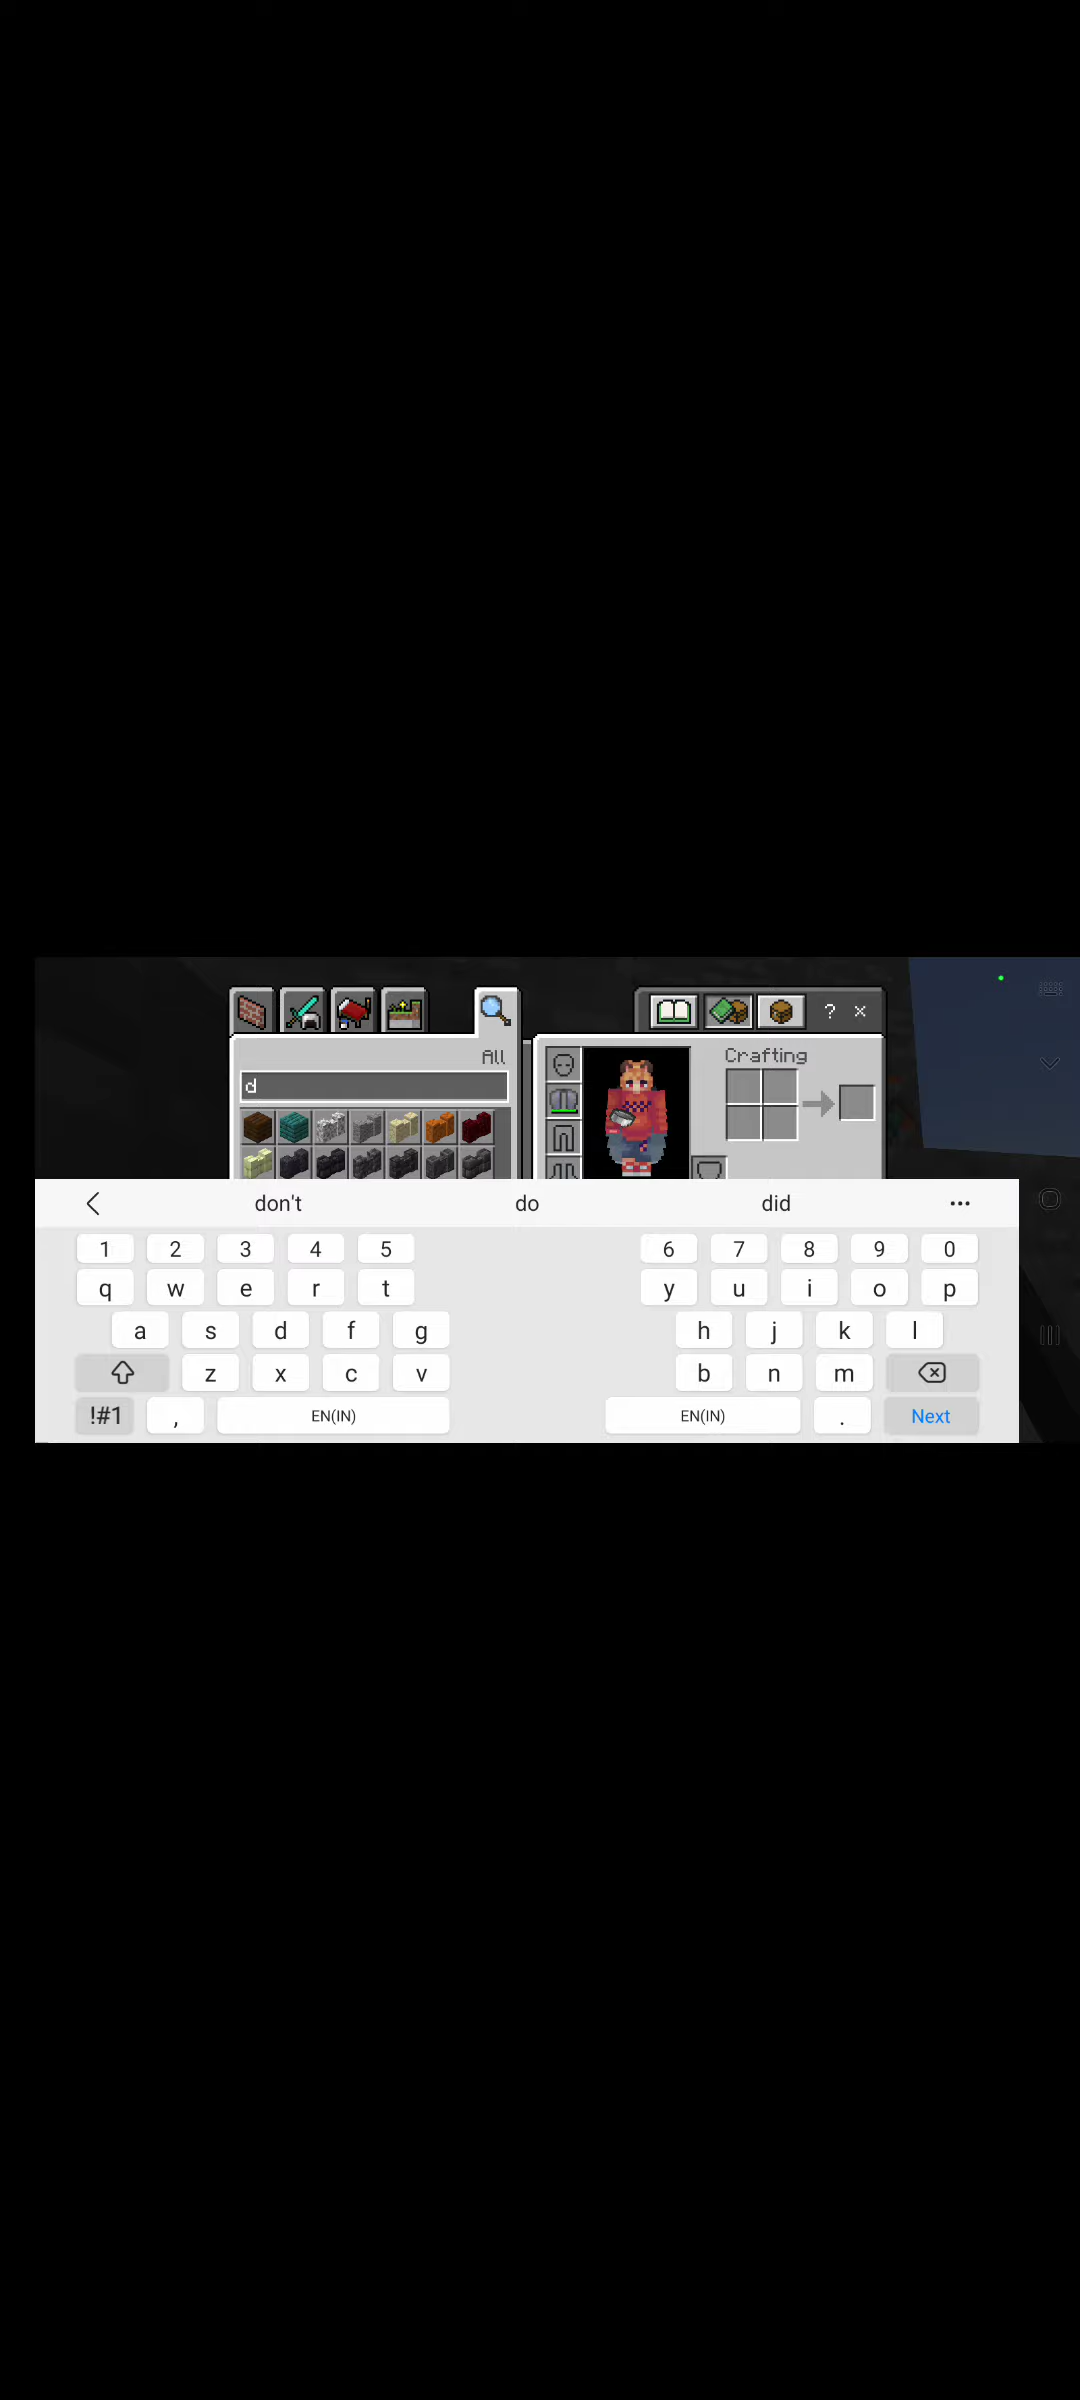 ? ×
All
Crafting
d
don't do did ...
1 2 3 4 5 6 7 8 9 0
q w e r t y u i o p
a s d f g h j k l
z x c v b n m
!#1 , EN(IN) EN(IN) . Next